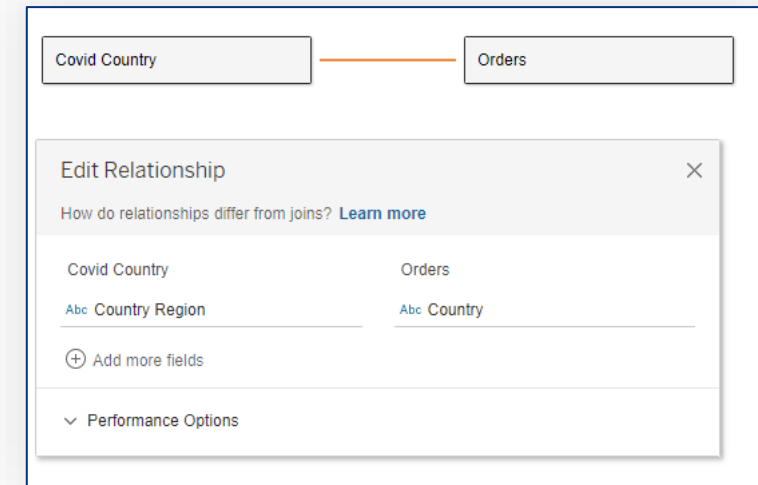 Covid Country
Orders
Edit Relationship
How do relationships differ from joins? Learn more
Covid Country
Orders
Abc Country Region
Abc Country
Add more fields
Performance Options